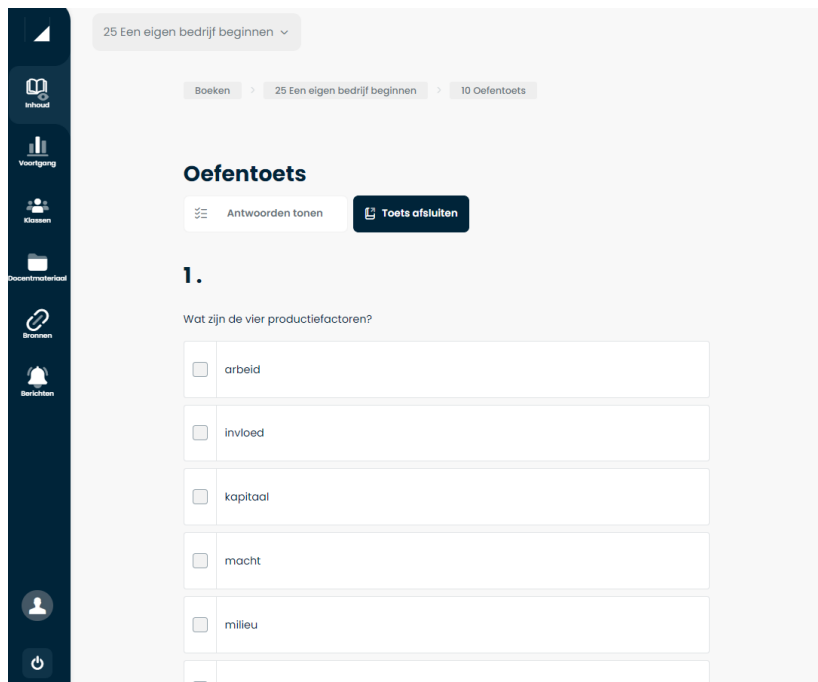 25 Een eigen bedrijf beginnen
Inhoud
Boeken > 25 Een eigen bedrijf beginnen > 10 Oefentoets
Voortgang
Oefentoets
Klassen
Antwoorden tonen
Toets afsluiten
Docentmateriaal
1.
Wat zijn de vier productiefactoren?
Bronnen
arbeid
Berichten
invloed
kapitaal
macht
milieu